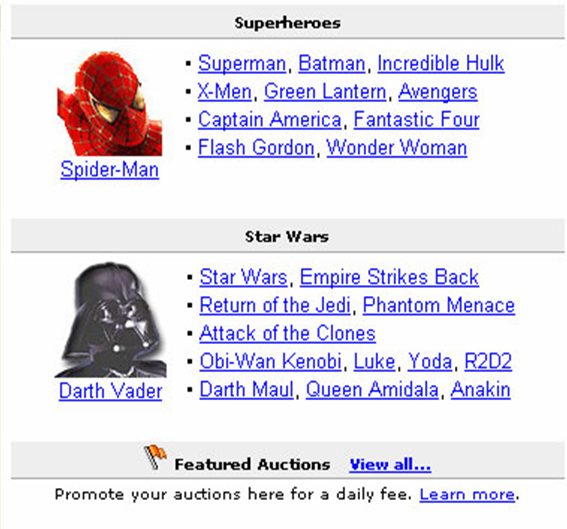 Superheroes
Spider-Man
▪ Superman, Batman, Incredible Hulk
▪ X-Men, Green Lantern, Avengers
▪ Captain America, Fantastic Four
▪ Flash Gordon, Wonder Woman
Star Wars
Darth Vader
▪ Star Wars, Empire Strikes Back
▪ Return of the Jedi, Phantom Menace
▪ Attack of the Clones
▪ Obi-Wan Kenobi, Luke, Yoda, R2D2
▪ Darth Maul, Queen Amidala, Anakin
Featured Auctions View all...
Promote your auctions here for a daily fee. Learn more.